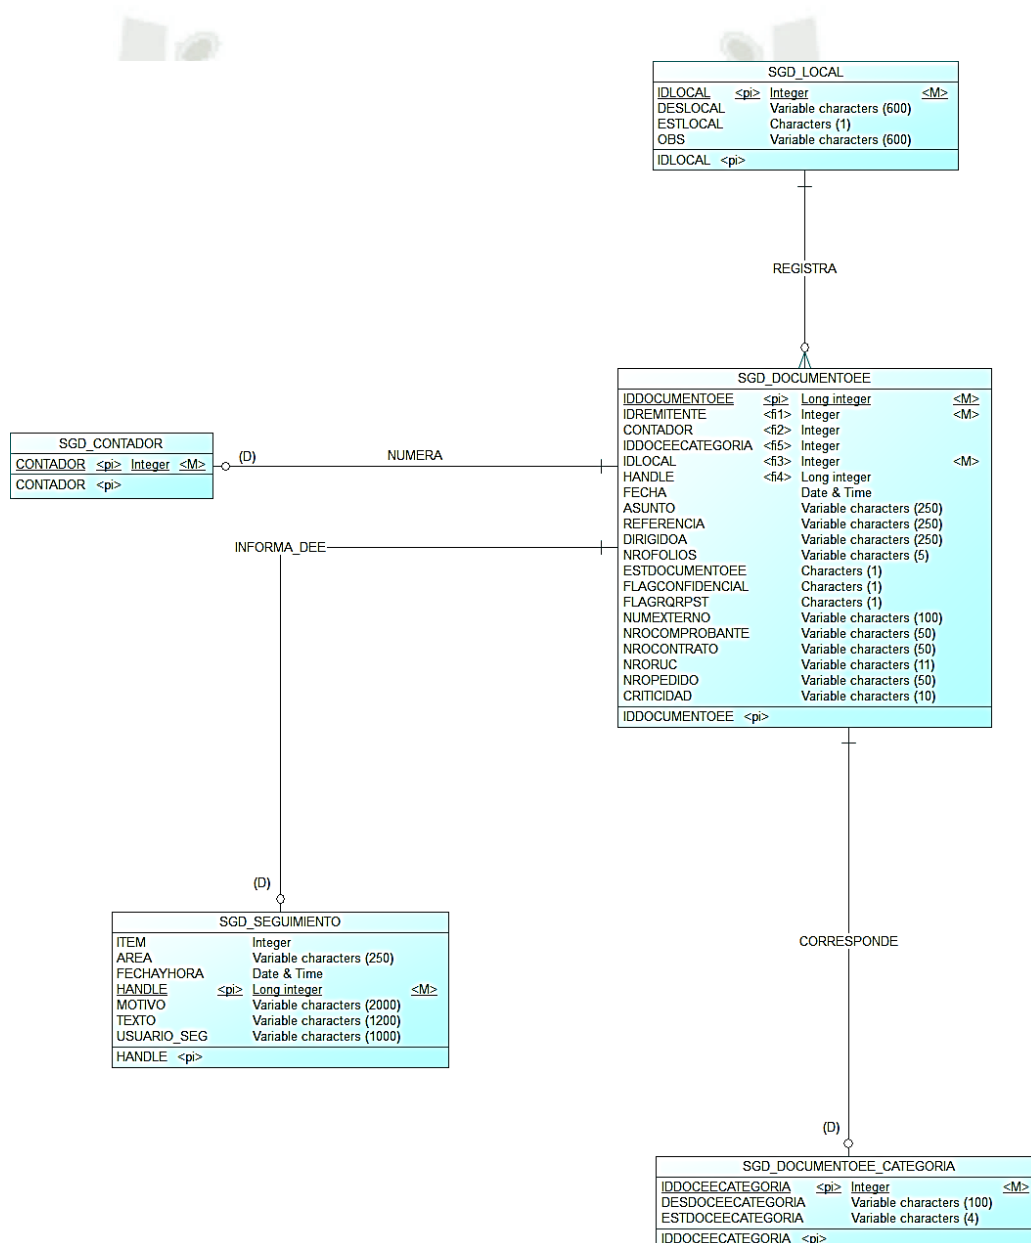 SGD_LOCAL
IDLOCAL <pi> Integer <M>
DESLOCAL Variable characters (600)
ESTLOCAL Characters (1)
OBS Variable characters (600)
IDLOCAL <pi>
REGISTRA
SGD_DOCUMENTOEE
IDDOCUMENTOEE <pi> Long integer <M>
IDREMITENTE <fi1> Integer <M>
CONTADOR <fi2> Integer
IDDOCEECATEGORIA <fi5> Integer
IDLOCAL <fi3> Integer <M>
HANDLE <fi4> Long integer
FECHA Date & Time
ASUNTO Variable characters (250)
REFERENCIA Variable characters (250)
DIRIGIDOA Variable characters (250)
NROFOLIOS Variable characters (5)
ESTDOCUMENTOEE Characters (1)
FLAGCONFIDENCIAL Characters (1)
FLAGRQRPST Characters (1)
NUMEXTERNO Variable characters (100)
NROCOMPROBANTE Variable characters (50)
NROCONTRATO Variable characters (50)
NRORUC Variable characters (11)
NROPEDIDO Variable characters (50)
CRITICIDAD Variable characters (10)
IDDOCUMENTOEE <pi>
SGD_CONTADOR
CONTADOR <pi> Integer <M>
CONTADOR <pi>
(D)
NUMERA
INFORMA_DEE
(D)
SGD_SEGUIMIENTO
ITEM Integer
AREA Variable characters (250)
FECHAYHORA Date & Time
HANDLE <pi> Long integer <M>
MOTIVO Variable characters (2000)
TEXTO Variable characters (1200)
USUARIO_SEG Variable characters (1000)
HANDLE <pi>
CORRESPONDE
(D)
SGD_DOCUMENTOEE_CATEGORIA
IDDOCEECATEGORIA <pi> Integer <M>
DESDOCEECATEGORIA Variable characters (100)
ESTDOCEECATEGORIA Variable characters (4)
IDDOCEECATEGORIA <pi>